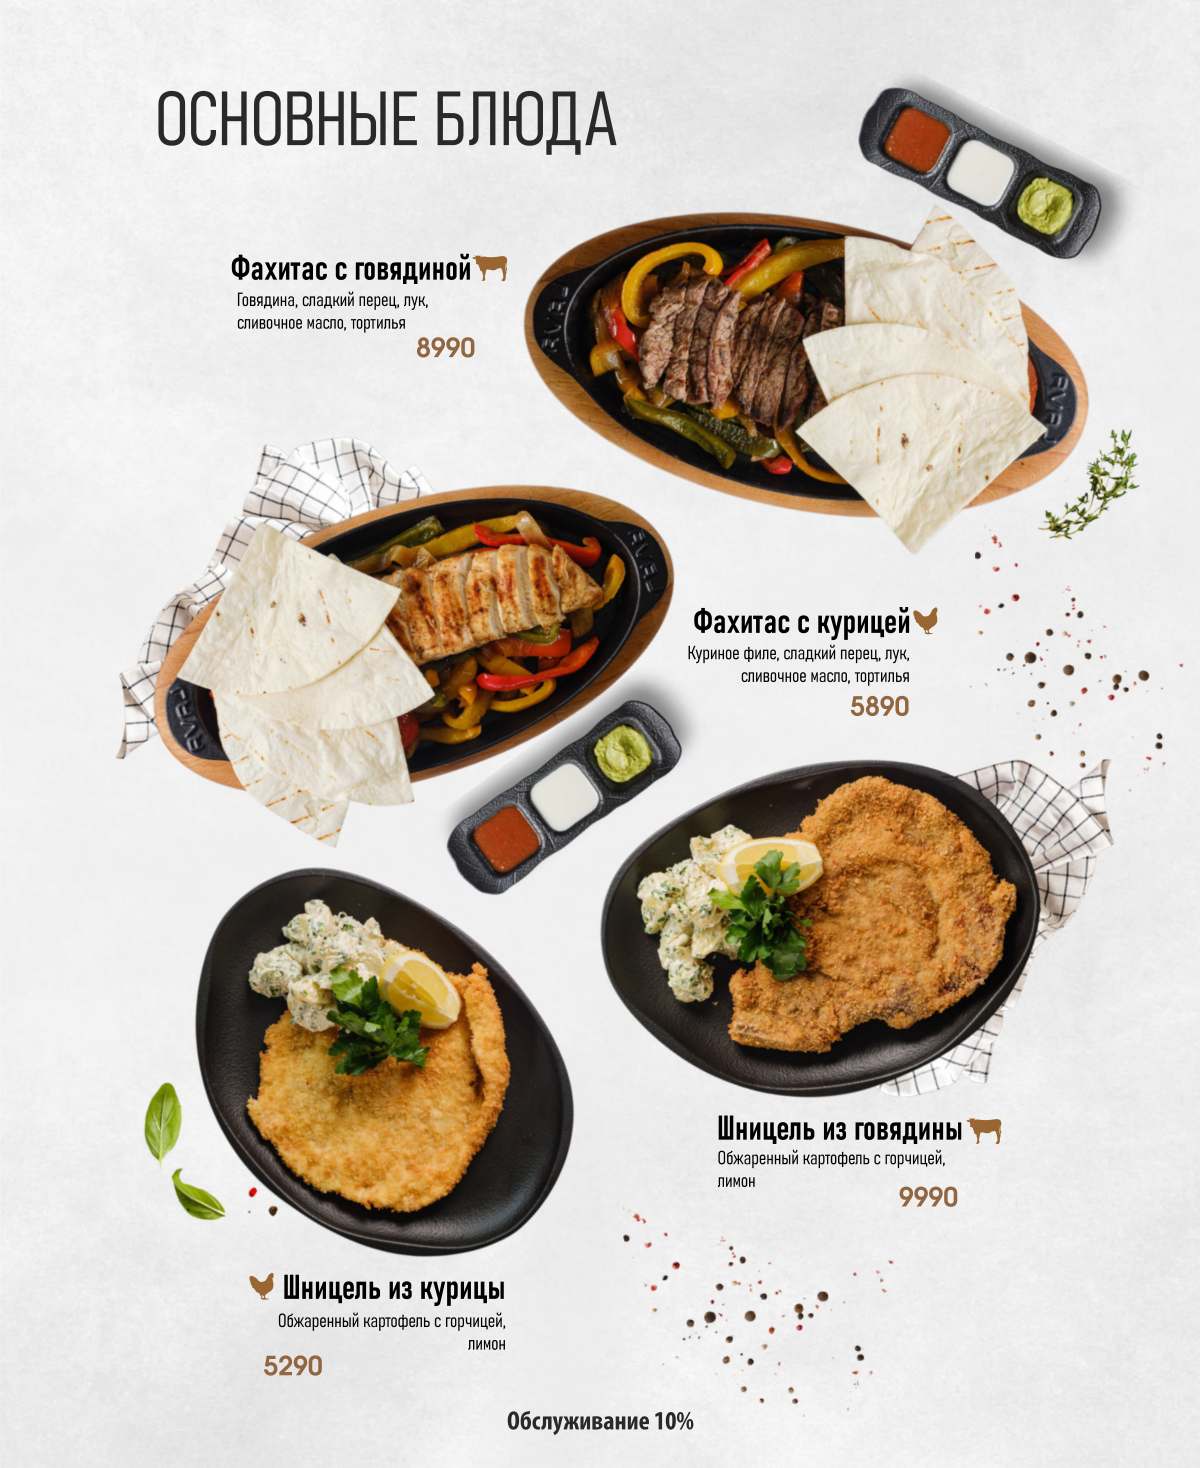 ОСНОВНЫЕ БЛЮДА
Фахитас с говядиной
Говядина, сладкий перец, лук,
сливочное масло, тортилья
8990
Фахитас с курицей
Куриное филе, сладкий перец, лук,
сливочное масло, тортилья
5890
Шницель из говядины
Обжаренный картофель с горчицей,
лимон
9990
Шницель из курицы
Обжаренный картофель с горчицей,
лимон
5290
Обслуживание 10%